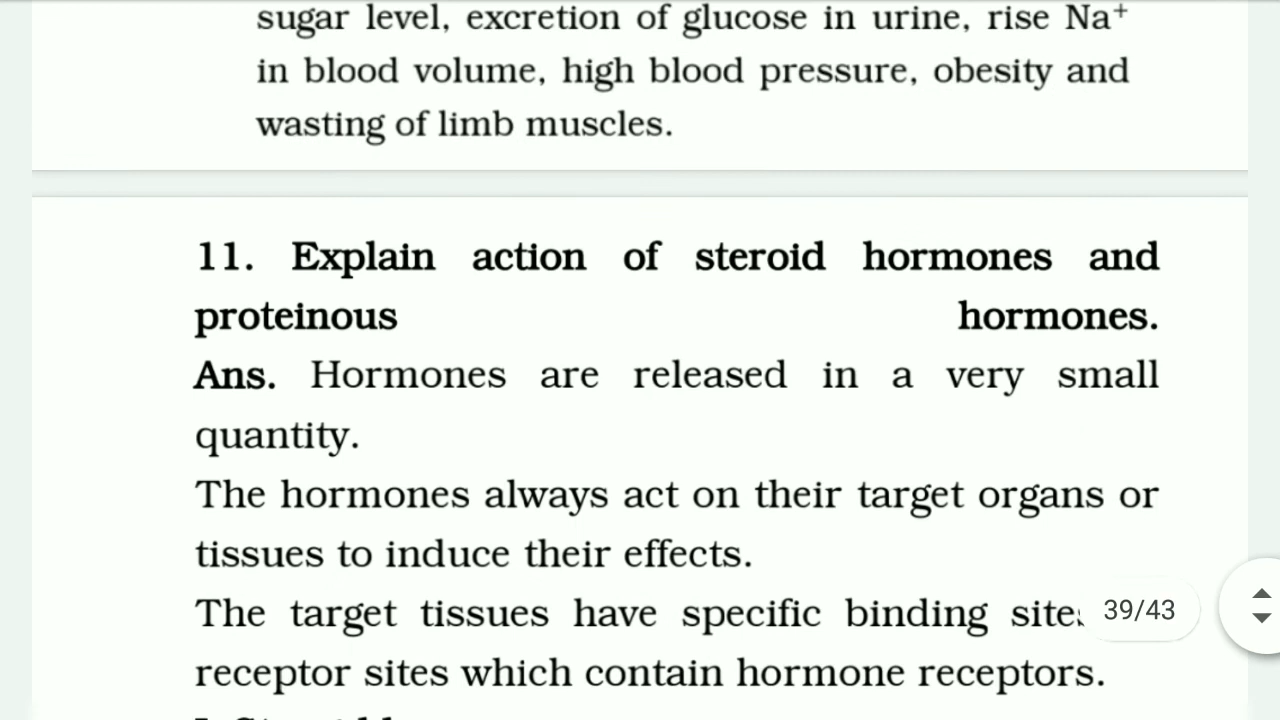 sugar level, excretion of glucose in urine, rise Na⁺
in blood volume, high blood pressure, obesity and
wasting of limb muscles.
11. Explain action of steroid hormones and
proteinous hormones.
Ans. Hormones are released in a very small
quantity.
The hormones always act on their target organs or
tissues to induce their effects.
The target tissues have specific binding
39/43
receptor sites which contain hormone receptors.